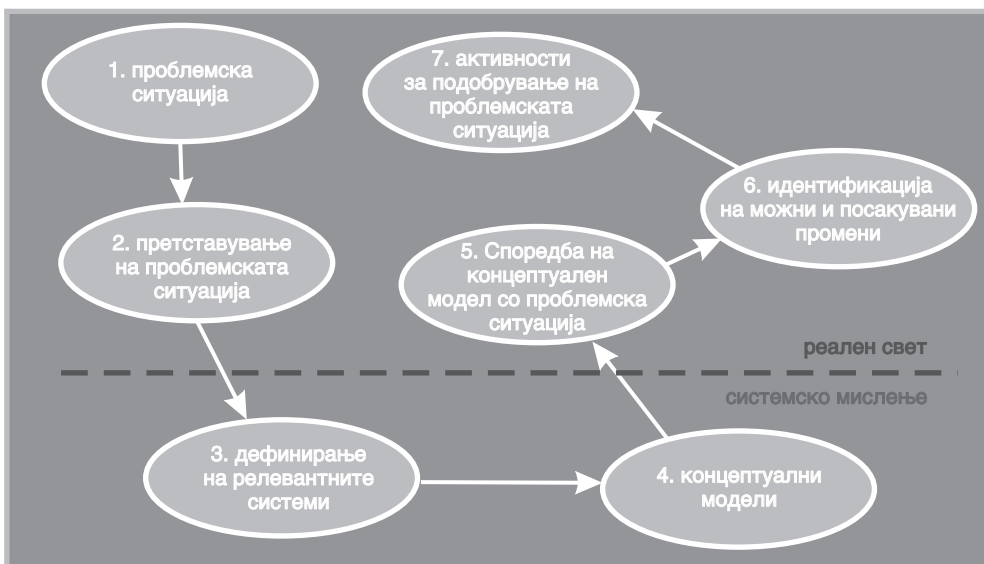 1. проблемска
ситуација
2. претставување
на проблемската
ситуација
3. дефинирање
на релевантните
системи
4. концептуални
модели
5. Споредба на
концептуален
модел со проблемска
ситуација
6. идентификација
на можни и посакувани
промени
7. активности
за подобрување на
проблемската
ситуација
реален свет
системско мислење